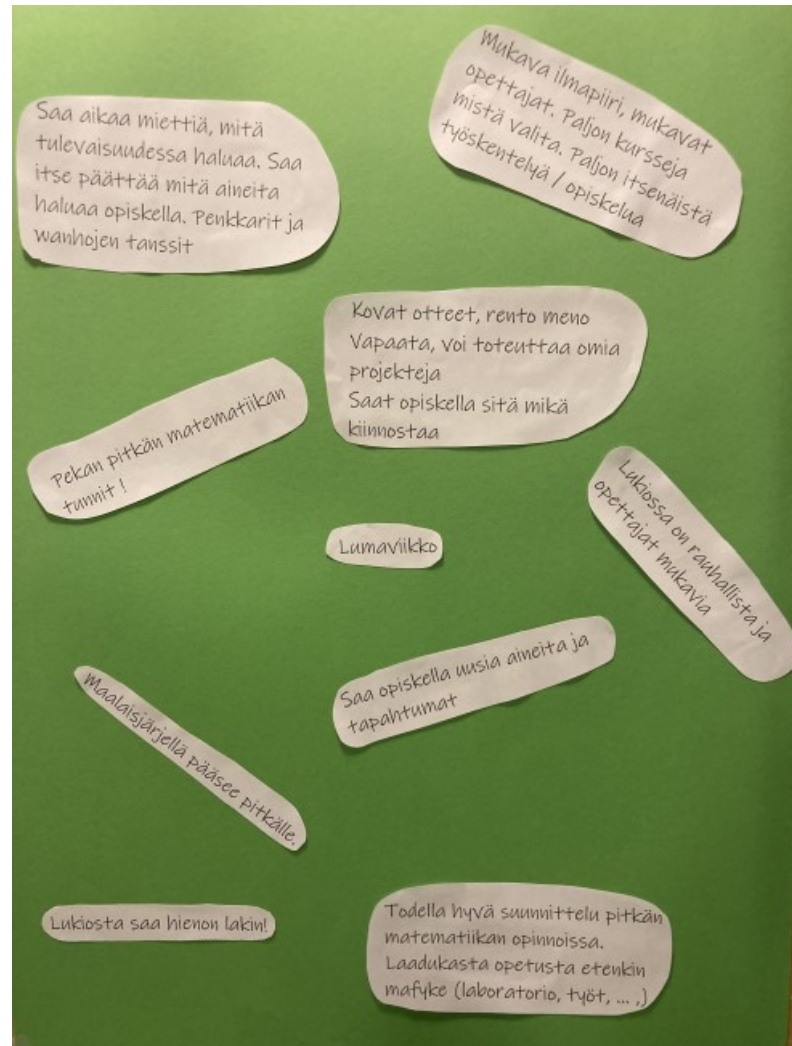 Saa aikaa miettiä, mitä
tulevaisuudessa haluaa. Saa
itse päättää mitä aineita
haluaa opiskella. Penkkarit ja
wanhojen tanssit
Mukava ilmapiiri, mukavat
opettajat. Paljon kursseja
mistä valita. Paljon itsenäistä
työskentelyä / opiskelua
Kovat otteet, rento meno
Vapaata, voi toteuttaa omia
projekteja
Saat opiskella sitä mikä
kiinnostaa
Pekan pitkän matematiikan
tunnit !
Lumaviikko
Lukiossa on rauhallista ja
opettajat mukavia
Saa opiskella uusia aineita ja
tapahtumat
Maalaisjärjellä pääsee pitkälle.
Lukiosta saa hienon lakin!
Todella hyvä suunnittelu pitkän
matematiikan opinnoissa.
Laadukasta opetusta etenkin
mafyke (laboratorio, työt, ... ,)